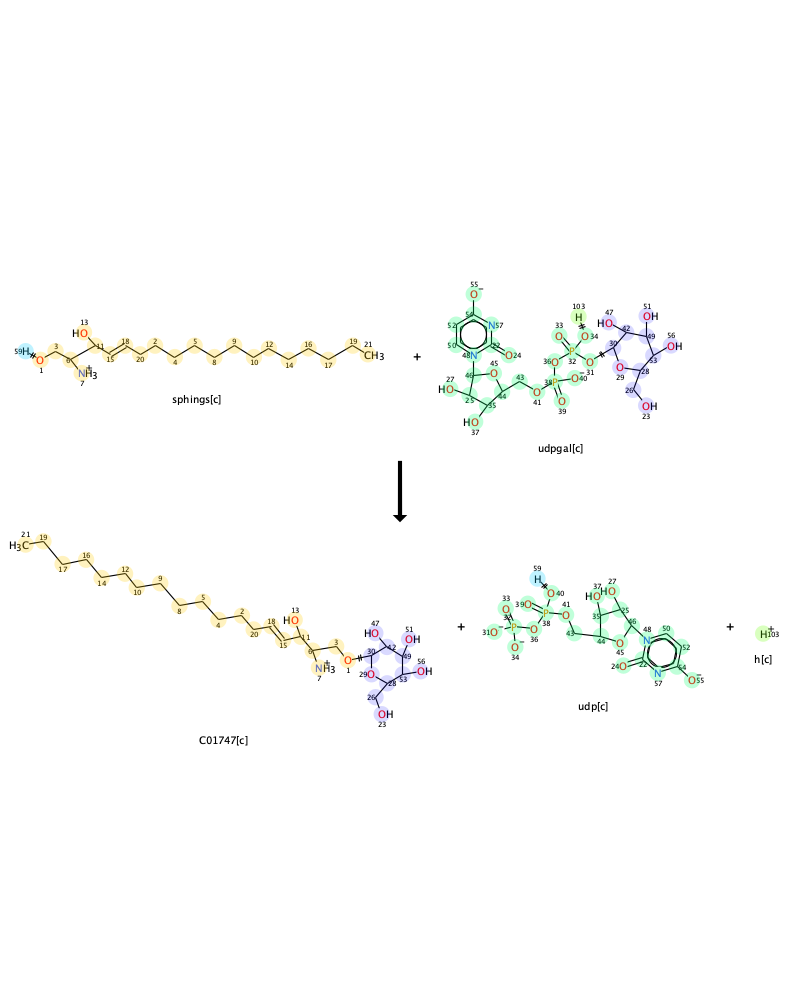 sphings[c]
+
udpgal[c]
C01747[c]
+
udp[c]
+
h[c]
59 H O 1 3 6 NH3 + 7 HO 13 11 15 18 20 2 4 5 8 9 10 12 14 16 17 19 21 CH3
55 O − 54 52 50 N 57 22 O 24 48 N 46 45 O 27 HO 25 35 37 HO 44 43 O 41 38 P O 39 O 40 − 36 O 32 P 33 O O 34 103 H O 31 30 47 HO 42 51 OH 49 56 OH 53 28 29 O 26 OH 23
21 H3C 19 17 16 14 12 10 9 8 5 4 2 20 18 15 13 HO 11 6 NH3 + 7 3 O 1 30 47 HO 42 51 OH 49 53 OH 56 28 29 O 26 OH 23
59 H O 40 39 O P 38 O 41 33 O 32 P 31 O − O − 34 O 36 43 44 37 HO 35 27 HO 25 46 O 45 48 N 50 52 54 O − 55 N 57 22 24 O
H + 103